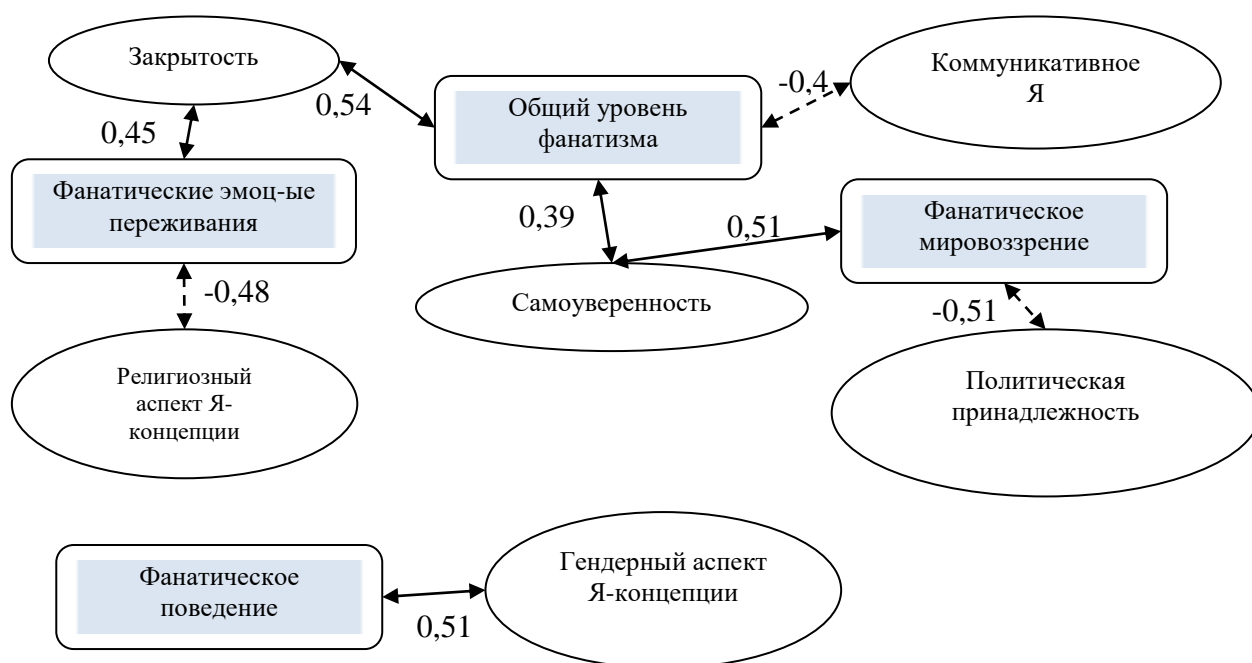 Закрытость
Коммуникативное
Я
-0,4
0,54
Общий уровень
фанатизма
0,45
Фанатические эмоц-ые
переживания
0,39
0,51
Фанатическое
мировоззрение
-0,48
Самоуверенность
-0,51
Религиозный
аспект Я-
концепции
Политическая
принадлежность
Фанатическое
поведение
0,51
Гендерный аспект
Я-концепции